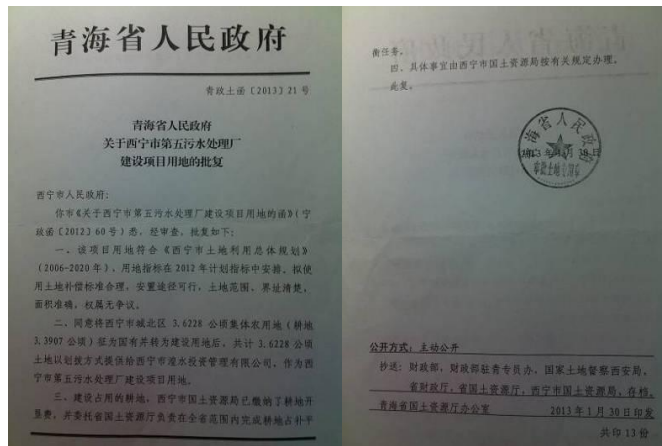 青海省人民政府
青政土函〔2013〕21号
青海省人民政府
关于西宁市第五污水处理厂
建设项目用地的批复
西宁市人民政府：
你市《关于西宁市第五污水处理厂建设项目用地的函》（宁
政函〔2012〕60号）悉，经审查，批复如下：
一、该项目用地符合《西宁市土地利用总体规划》
（2006-2020年），用地指标在2012年计划指标中安排、拟使
用土地补偿标准合理，安置途径可行，土地范围、界址清楚，
面积准确，权属无争议。
二、同意将西宁市城北区3.6228公顷集体农用地（耕地
3.3907公顷）征为国有并转为建设用地后，共计3.6228公顷
土地以划拨方式提供给西宁市湟水投资管理有限公司，作为西
宁市第五污水处理厂建设项目用地。
三、建设占用的耕地，西宁市国土资源局已缴纳了耕地开
垦费，并委托省国土资源厅负责在全省范围内完成耕地占补平
衡任务。
四、具体事宜由西宁市国土资源局按有关规定办理。
此复。
青海省人民政府
公开方式：主动公开
抄送：财政部，财政部驻青专员办，国家土地督察西安局，
省财政厅，省国土资源厅，西宁市国土资源局，存档。
青海省国土资源厅办公室 2013年1月30日印发
共印13份